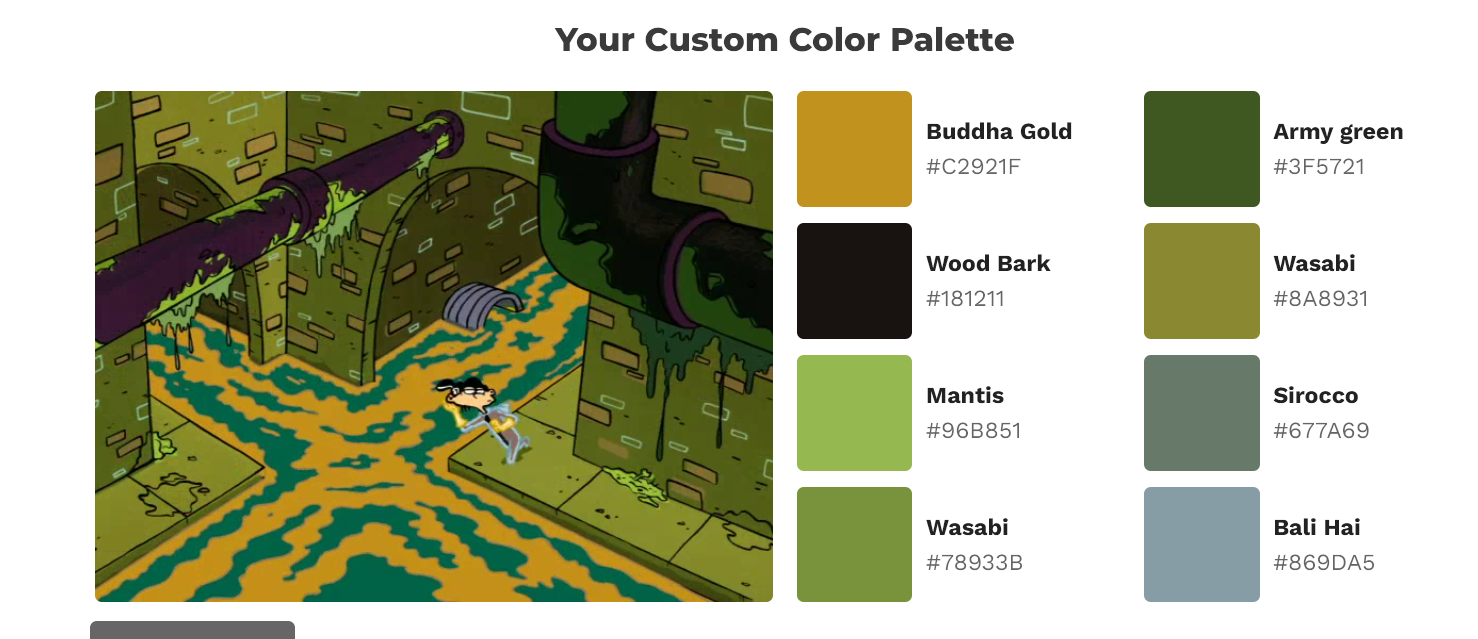 Your Custom Color Palette
Buddha Gold
#C2921F
Army green
#3F5721
Wood Bark
#181211
Wasabi
#8A8931
Mantis
#96B851
Sirocco
#677A69
Wasabi
#78933B
Bali Hai
#869DA5